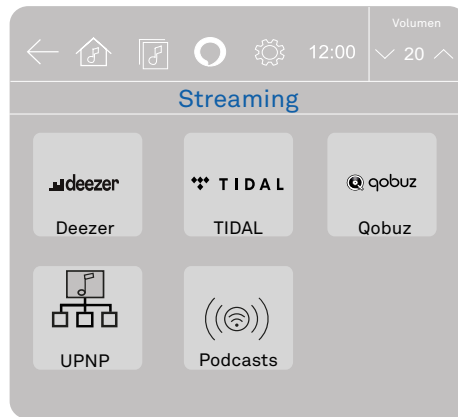 Volumen
12:00
20
Streaming
deezer
TIDAL
qobuz
Deezer
TIDAL
Qobuz
UPNP
Podcasts